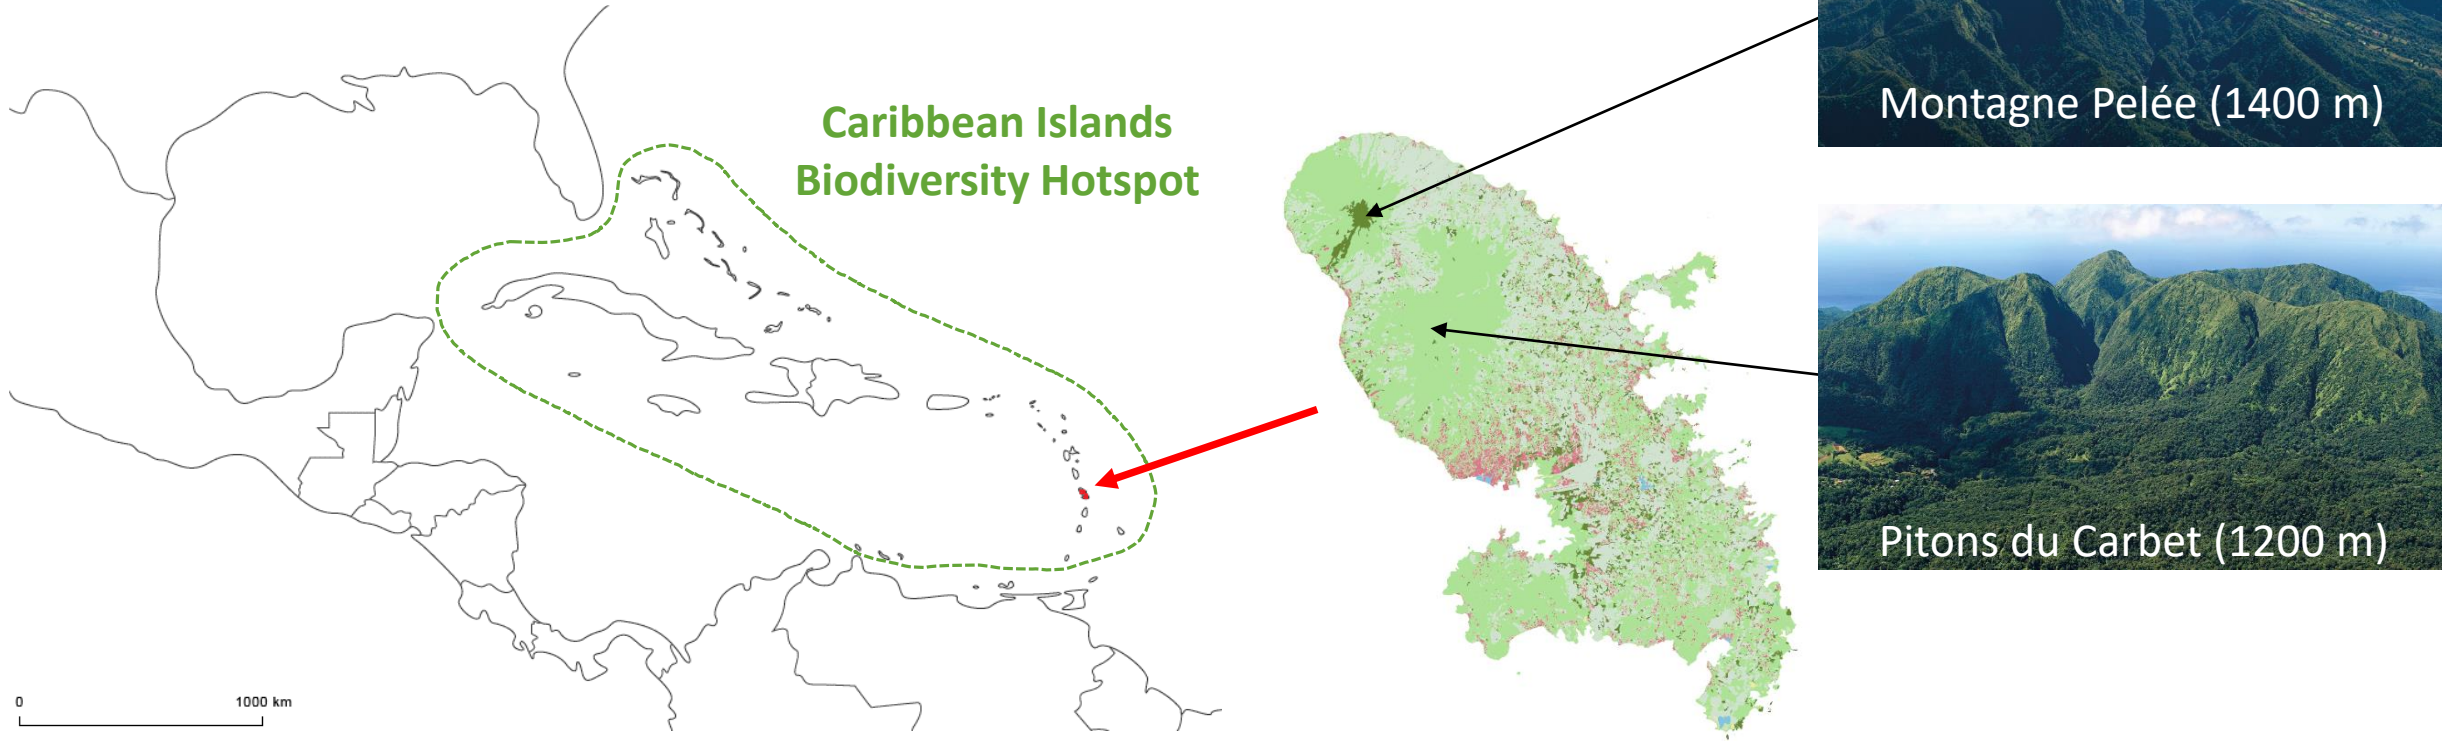 Caribbean Islands
Biodiversity Hotspot
Montagne Pelée (1400 m)
Pitons du Carbet (1200 m)
0 1000 km